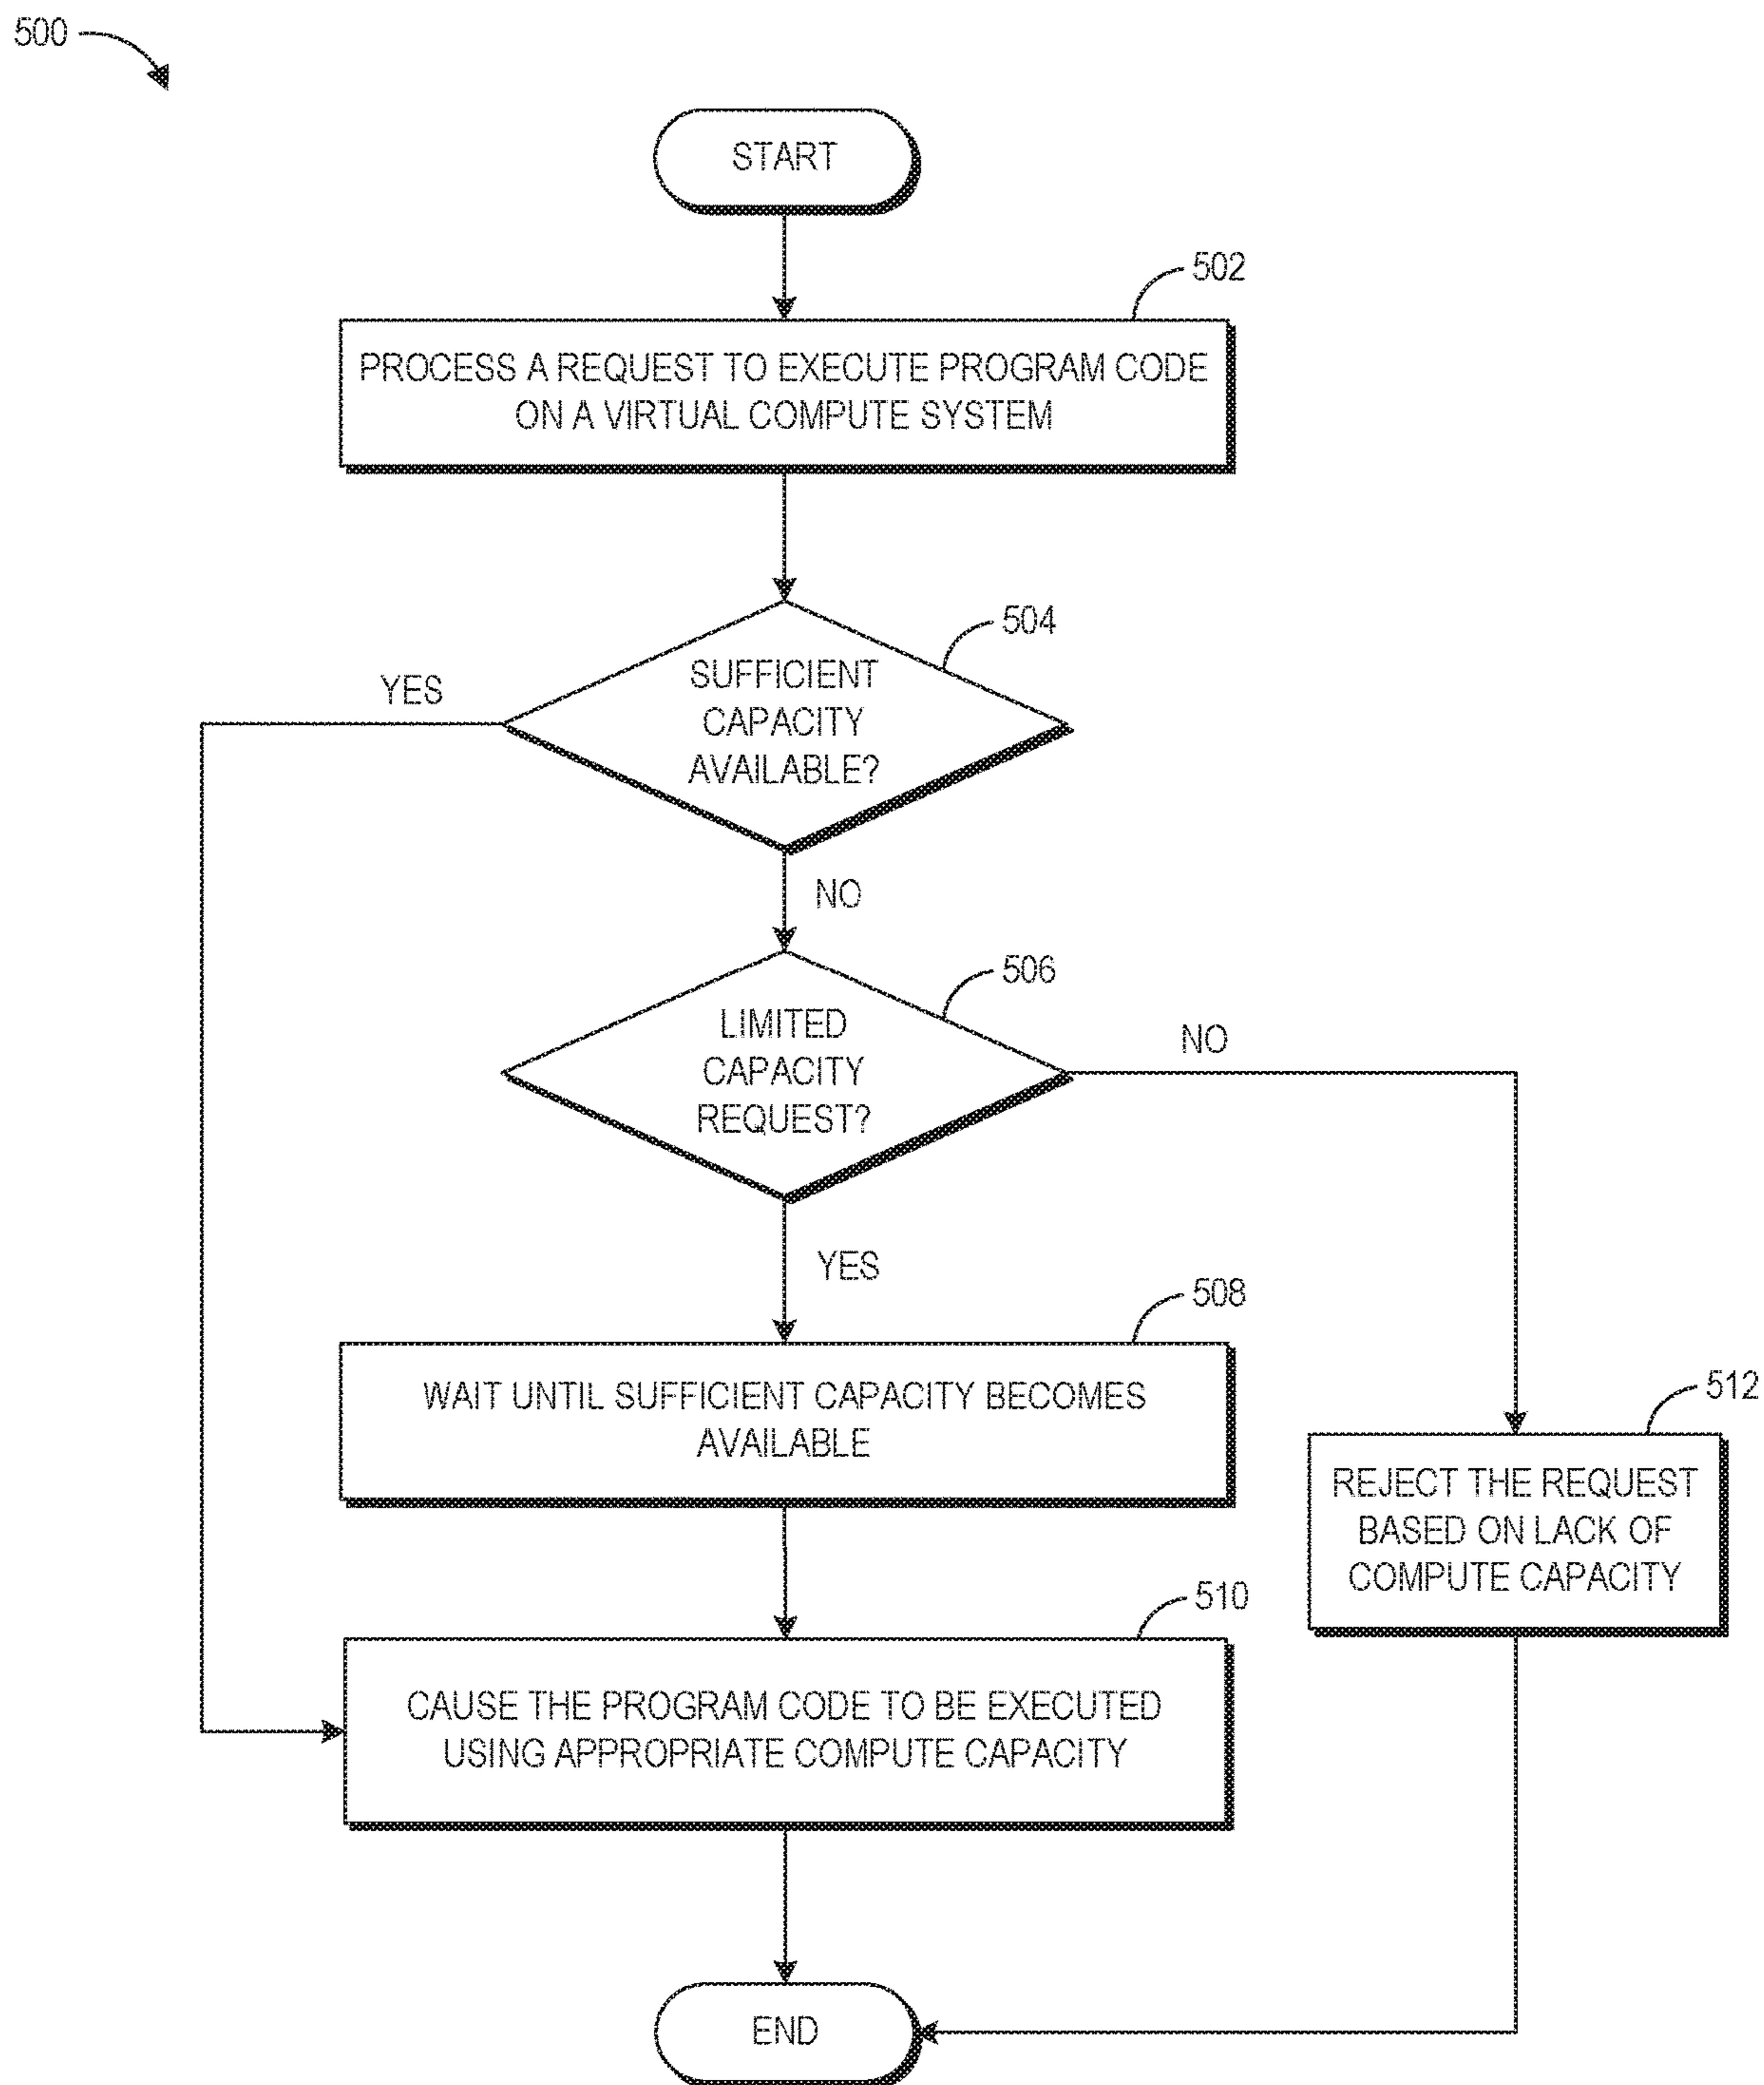 500
START
502
PROCESS A REQUEST TO EXECUTE PROGRAM CODE
ON A VIRTUAL COMPUTE SYSTEM
504
SUFFICIENT
CAPACITY
AVAILABLE?
YES
NO
506
LIMITED
CAPACITY
REQUEST?
NO
YES
508
WAIT UNTIL SUFFICIENT CAPACITY BECOMES
AVAILABLE
512
REJECT THE REQUEST
BASED ON LACK OF
COMPUTE CAPACITY
510
CAUSE THE PROGRAM CODE TO BE EXECUTED
USING APPROPRIATE COMPUTE CAPACITY
END